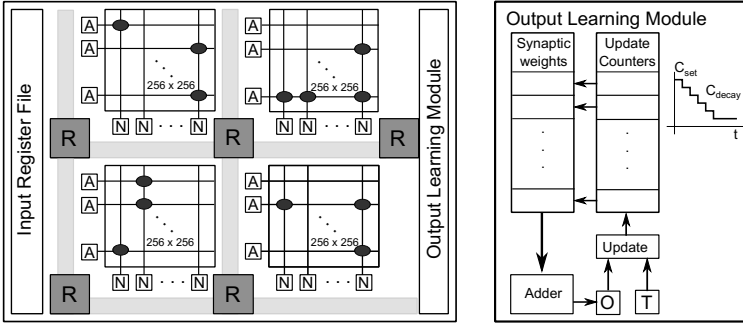 Input Register File
A
A
A
256 x 256
N N · · · N
A
A
A
256 x 256
N N · · · N
R
R
R
A
A
A
256 x 256
N N · · · N
A
A
A
256 x 256
N N · · · N
R
R
Output Learning Module
Output Learning Module
Synaptic weights
Update Counters
Cset
Cdecay
t
Update
Adder
O
T